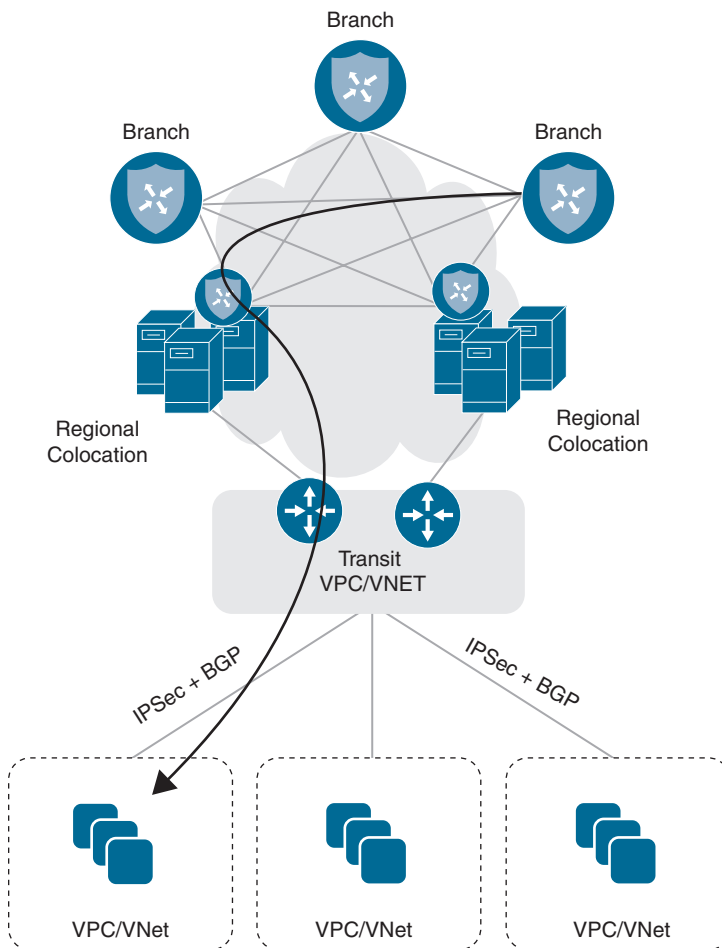 Branch
Branch
Branch
Regional
Colocation
Regional
Colocation
Transit
VPC/VNET
IPSec + BGP
IPSec + BGP
VPC/VNet
VPC/VNet
VPC/VNet